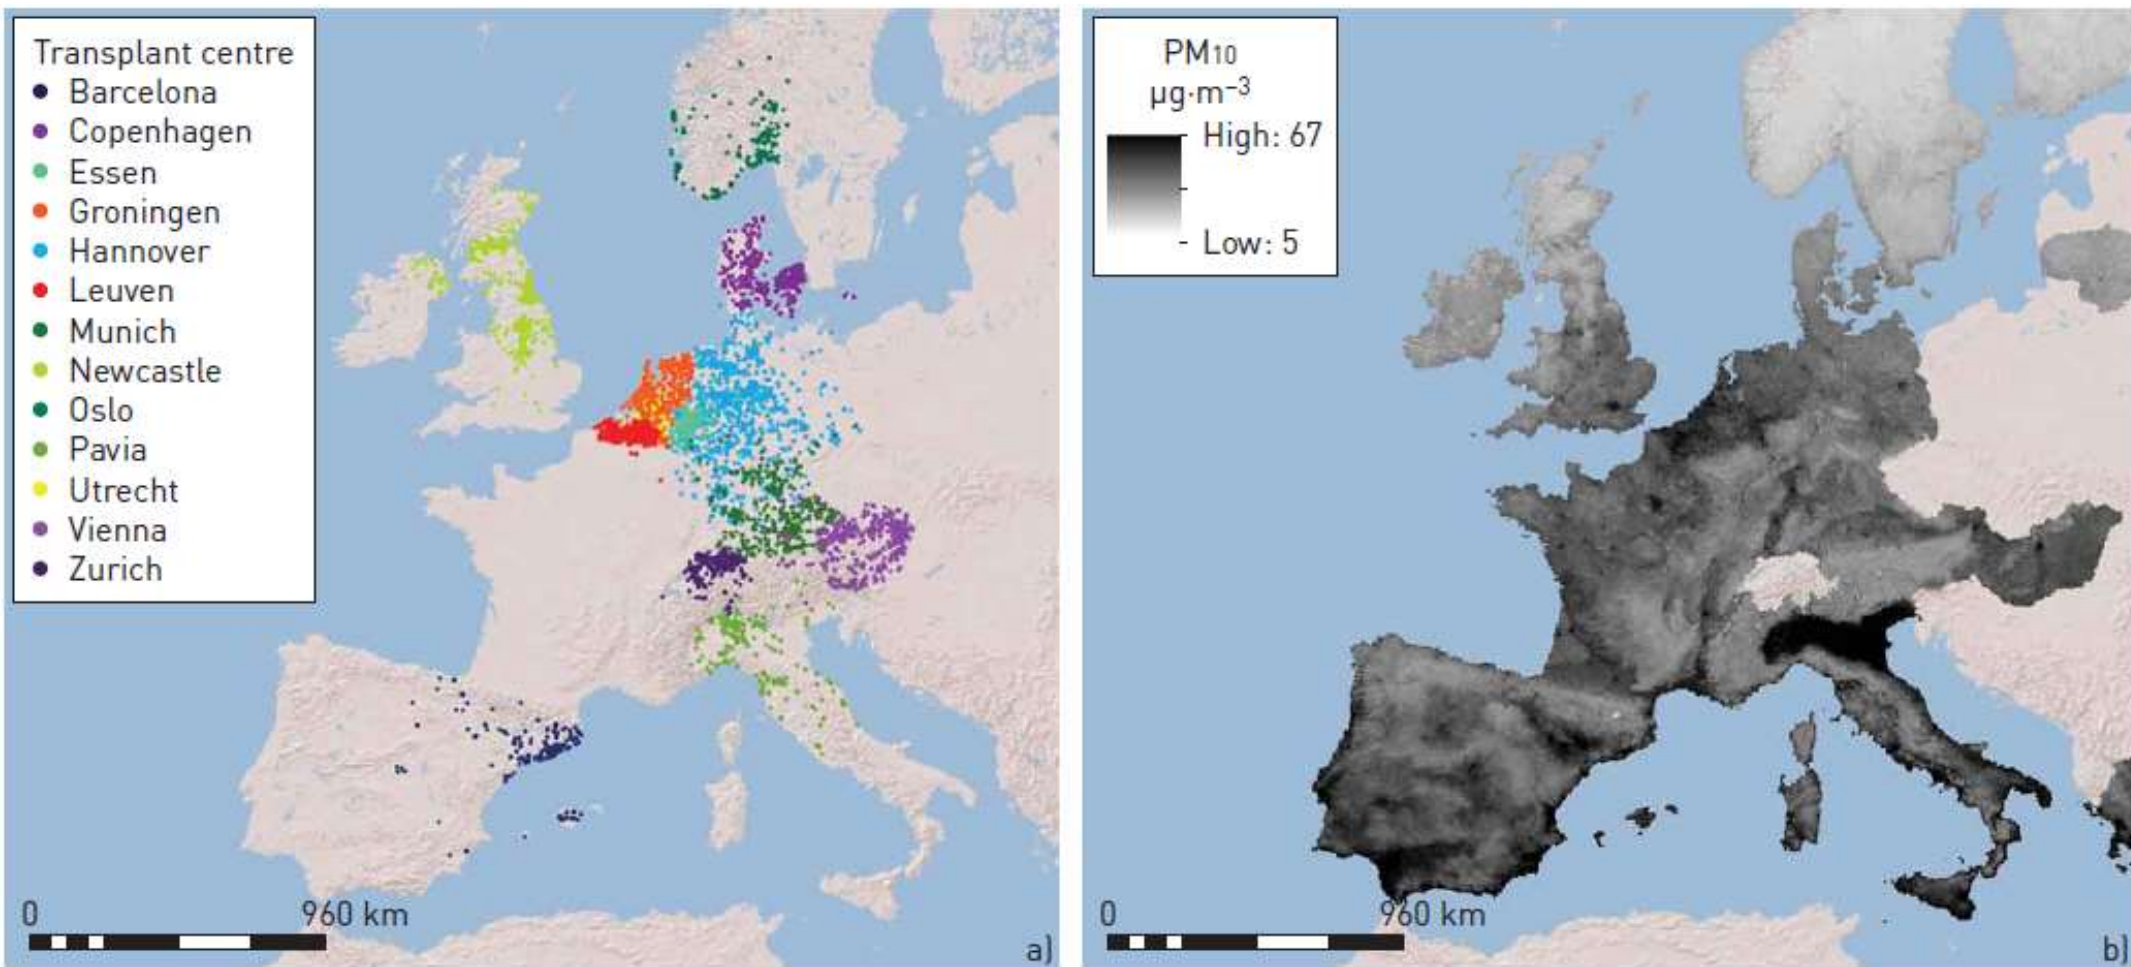 Transplant centre
Barcelona
Copenhagen
Essen
Groningen
Hannover
Leuven
Munich
Newcastle
Oslo
Pavia
Utrecht
Vienna
Zurich
0 960 km
a)
PM10
µg·m−3
High: 67
Low: 5
0 960 km
b)